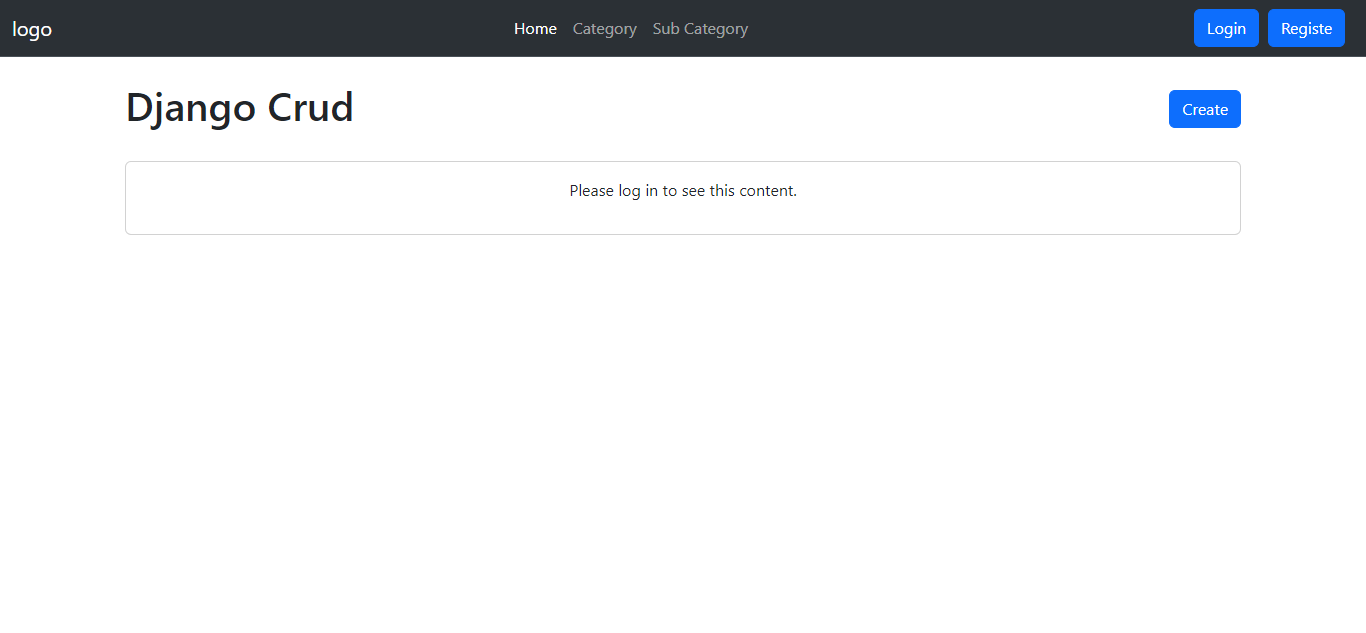 logo Home Category Sub Category Login Registe
Django Crud Create
Please log in to see this content.